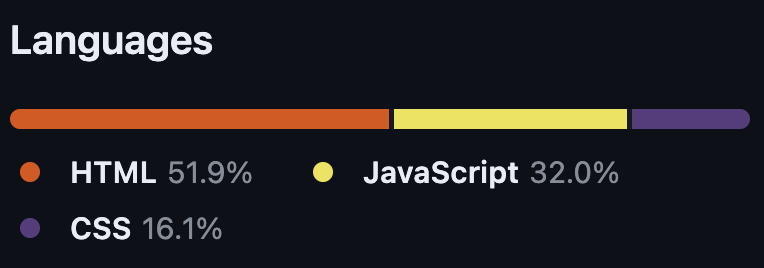 Languages
HTML 51.9% JavaScript 32.0%
CSS 16.1%